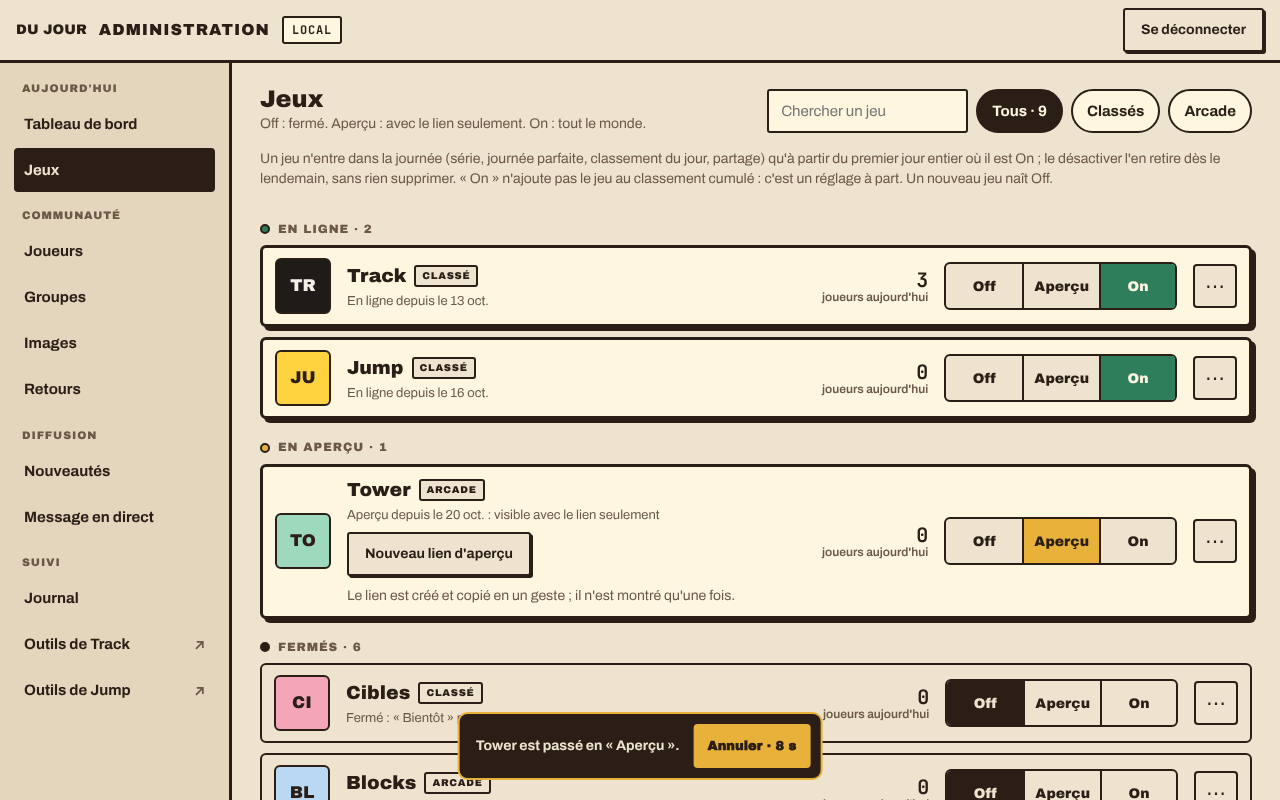 DU JOUR ADMINISTRATION LOCAL
Se déconnecter
AUJOURD'HUI
Tableau de bord
Jeux
COMMUNAUTÉ
Joueurs
Groupes
Images
Retours
DIFFUSION
Nouveautés
Message en direct
SUIVI
Journal
Outils de Track ↗
Outils de Jump ↗
Jeux
Off : fermé. Aperçu : avec le lien seulement. On : tout le monde.
Chercher un jeu
Tous · 9
Classés
Arcade
Un jeu n'entre dans la journée (série, journée parfaite, classement du jour, partage) qu'à partir du premier jour entier où il est On ; le désactiver l'en retire dès le
lendemain, sans rien supprimer. « On » n'ajoute pas le jeu au classement cumulé : c'est un réglage à part. Un nouveau jeu naît Off.
EN LIGNE · 2
TR
Track CLASSÉ
En ligne depuis le 13 oct.
3
joueurs aujourd'hui
Off Aperçu On ...
JU
Jump CLASSÉ
En ligne depuis le 16 oct.
0
joueurs aujourd'hui
Off Aperçu On ...
EN APERÇU · 1
TO
Tower ARCADE
Aperçu depuis le 20 oct. : visible avec le lien seulement
Nouveau lien d'aperçu
Le lien est créé et copié en un geste ; il n'est montré qu'une fois.
0
joueurs aujourd'hui
Off Aperçu On ...
FERMÉS · 6
CI
Cibles CLASSÉ
Fermé : « Bientôt »
0
joueurs aujourd'hui
Off Aperçu On ...
Tower est passé en « Aperçu ».
Annuler · 8 s
BL
Blocks ARCADE
0
Off Aperçu On ...